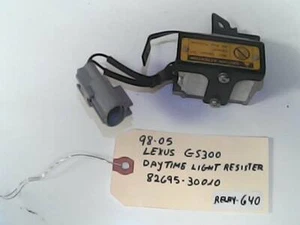 98-05
LEXUS GS300
DAYTIME LIGHT RESISTER
82695-30010
RELAY-640